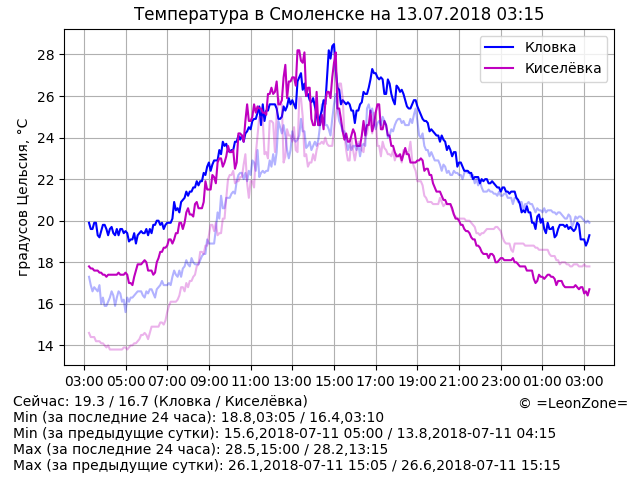 Температура в Смоленске на 13.07.2018 03:15
Кловка
Киселёвка
градусов Цельсия, °C
28
26
24
22
20
18
16
14
03:00 05:00 07:00 09:00 11:00 13:00 15:00 17:00 19:00 21:00 23:00 01:00 03:00
Сейчас: 19.3 / 16.7 (Кловка / Киселёвка)
© =LeonZone=
Min (за последние 24 часа): 18.8,03:05 / 16.4,03:10
Min (за предыдущие сутки): 15.6,2018-07-11 05:00 / 13.8,2018-07-11 04:15
Max (за последние 24 часа): 28.5,15:00 / 28.2,13:15
Max (за предыдущие сутки): 26.1,2018-07-11 15:05 / 26.6,2018-07-11 15:15